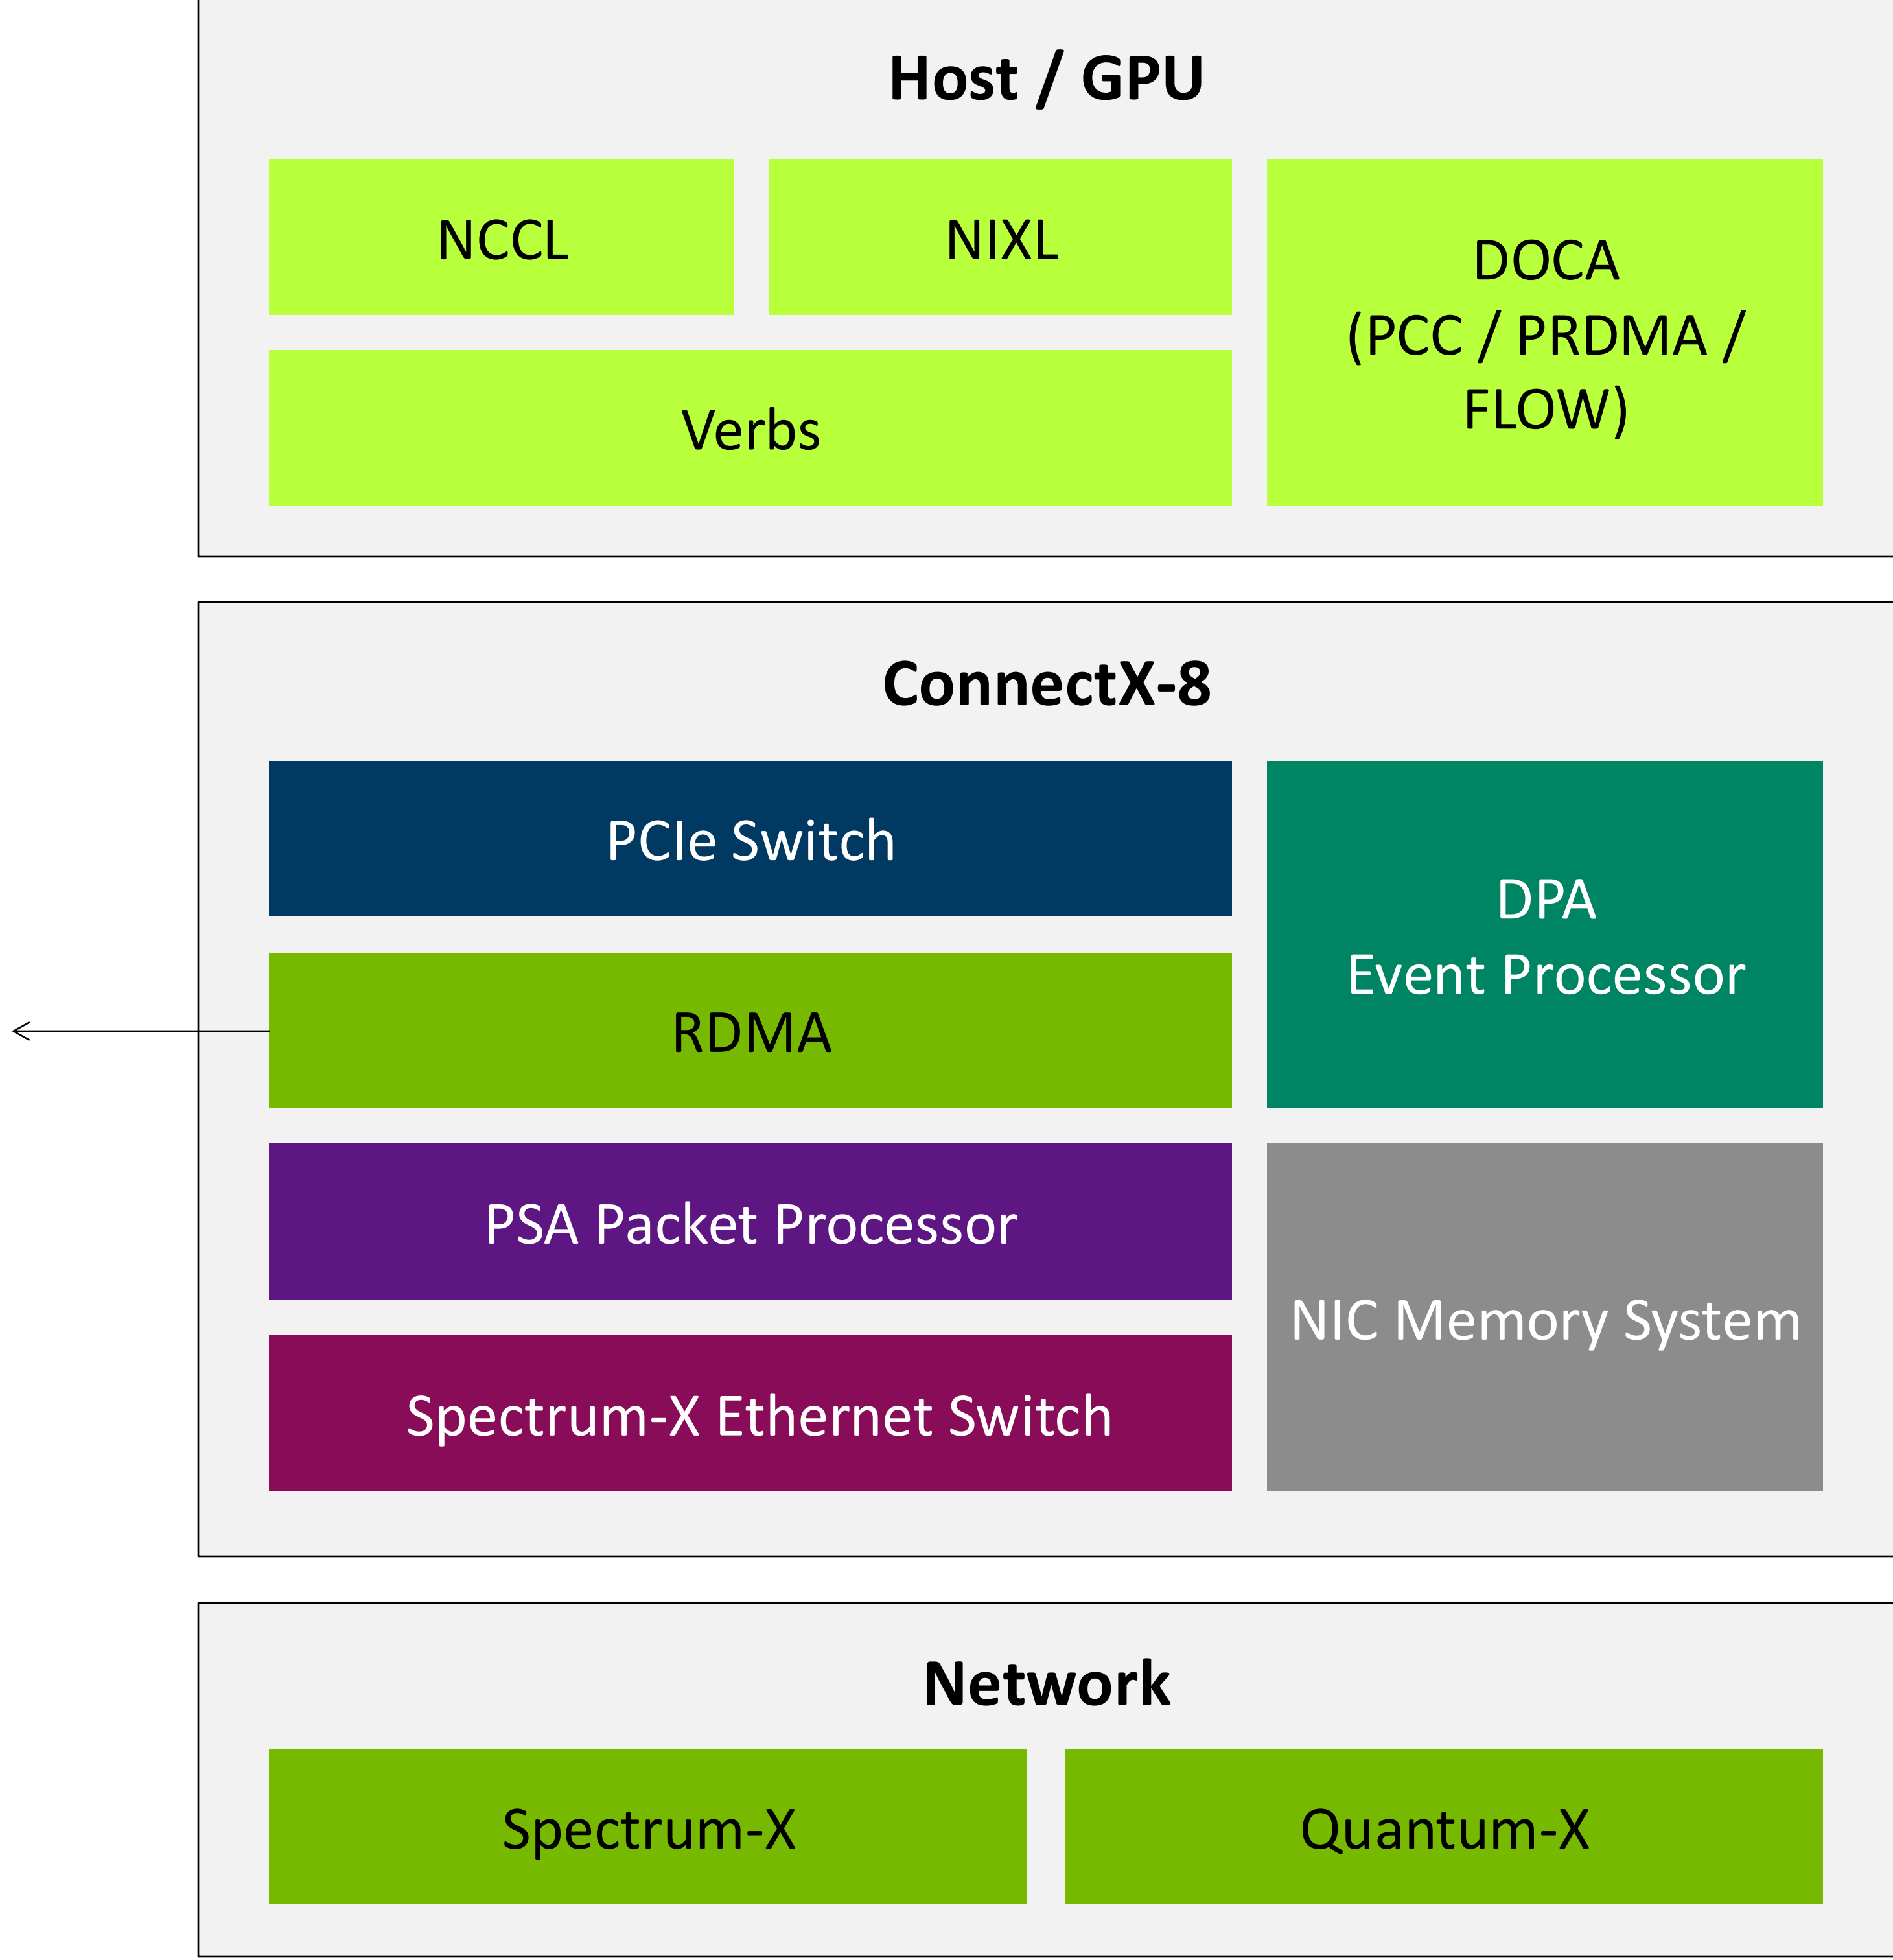 Host / GPU
NCCL
NIXL
DOCA
(PCC / PRDMA /
FLOW)
Verbs
ConnectX-8
PCIe Switch
DPA
Event Processor
RDMA
PSA Packet Processor
NIC Memory System
Spectrum-X Ethernet Switch
Network
Spectrum-X
Quantum-X